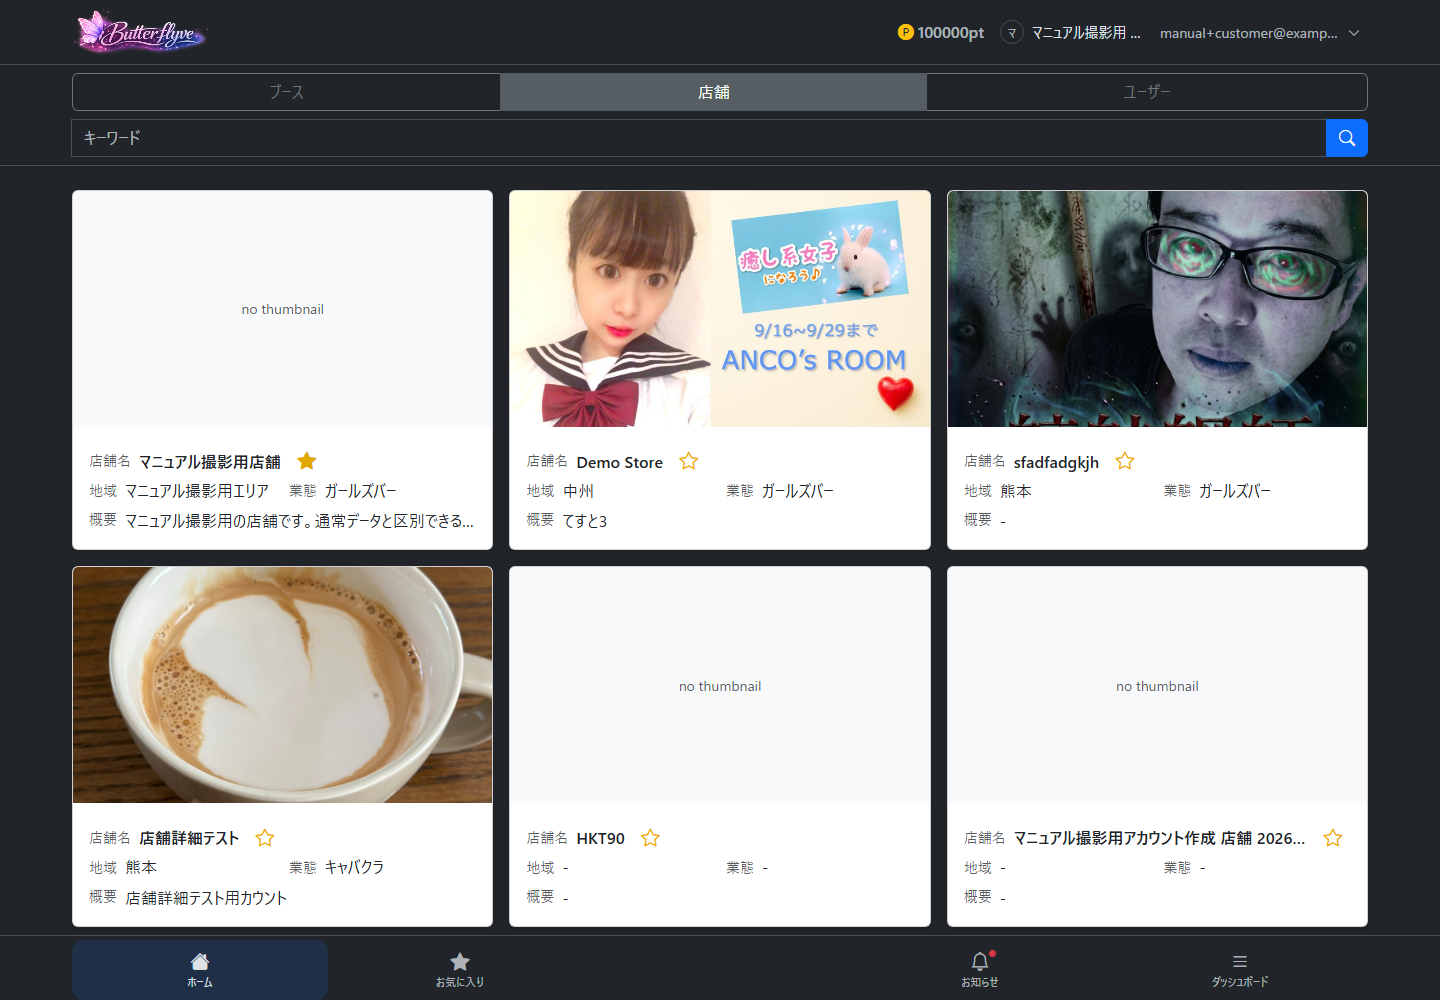 Butterflyve
P 100000pt
マ マニュアル撮影用 ...
manual+customer@examp...
ブース
店舗
ユーザー
キーワード
no thumbnail
店舗名 マニュアル撮影用店舗
地域 マニュアル撮影用エリア 業態 ガールズバー
概要 マニュアル撮影用の店舗です。通常データと区別できる...
癒し系女子
になろう♪
9/16~9/29まで
ANCO's ROOM
店舗名 Demo Store
地域 中州 業態 ガールズバー
概要 てすと3
店舗名 sfadfadgkjh
地域 熊本 業態 ガールズバー
概要 -
店舗名 店舗詳細テスト
地域 熊本 業態 キャバクラ
概要 店舗詳細テスト用カウント
no thumbnail
店舗名 HKT90
地域 - 業態 -
概要 -
no thumbnail
店舗名 マニュアル撮影用アカウント作成 店舗 2026...
地域 - 業態 -
概要 -
ホーム
お気に入り
お知らせ
ダッシュボード